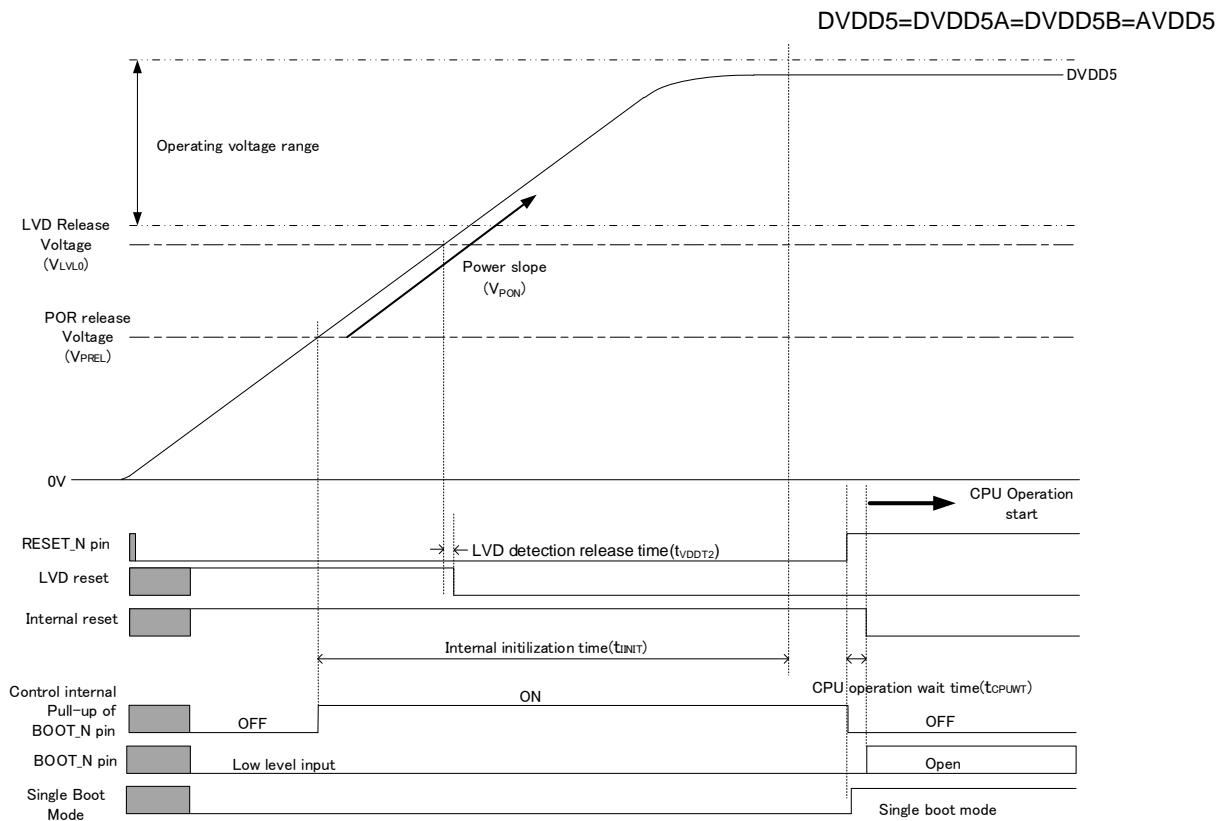 DVDD5=DVDD5A=DVDD5B=AVDD5
DVDD5
Operating voltage range
LVD Release
Voltage
(VLVL0)
Power slope
(VPON)
POR release
Voltage
(VPREL)
0V
CPU Operation
start
RESET_N pin
LVD detection release time(tVDDT2)
LVD reset
Internal reset
Internal initilization time(tIINIT)
Control internal
Pull-up of
BOOT_N pin
OFF
ON
CPU operation wait time(tCPUWT)
OFF
BOOT_N pin
Low level input
Open
Single Boot
Mode
Single boot mode